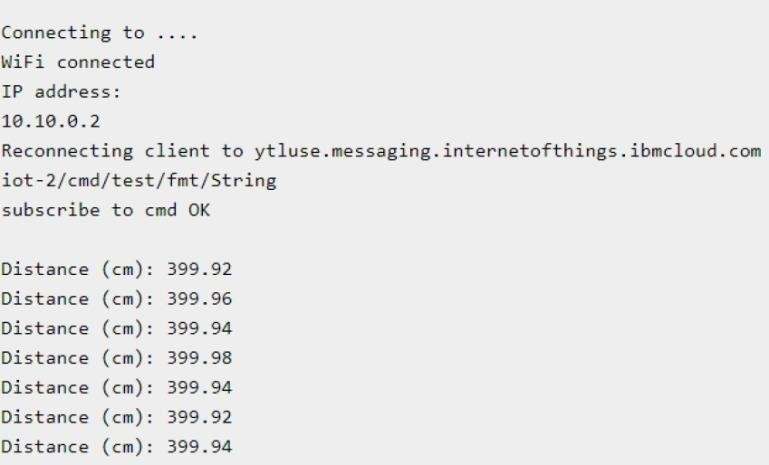 Connecting to ....
WiFi connected
IP address:
10.10.0.2
Reconnecting client to ytluse.messaging.internetofthings.ibmcloud.com
iot-2/cmd/test/fmt/String
subscribe to cmd OK
Distance (cm): 399.92
Distance (cm): 399.96
Distance (cm): 399.94
Distance (cm): 399.98
Distance (cm): 399.94
Distance (cm): 399.92
Distance (cm): 399.94